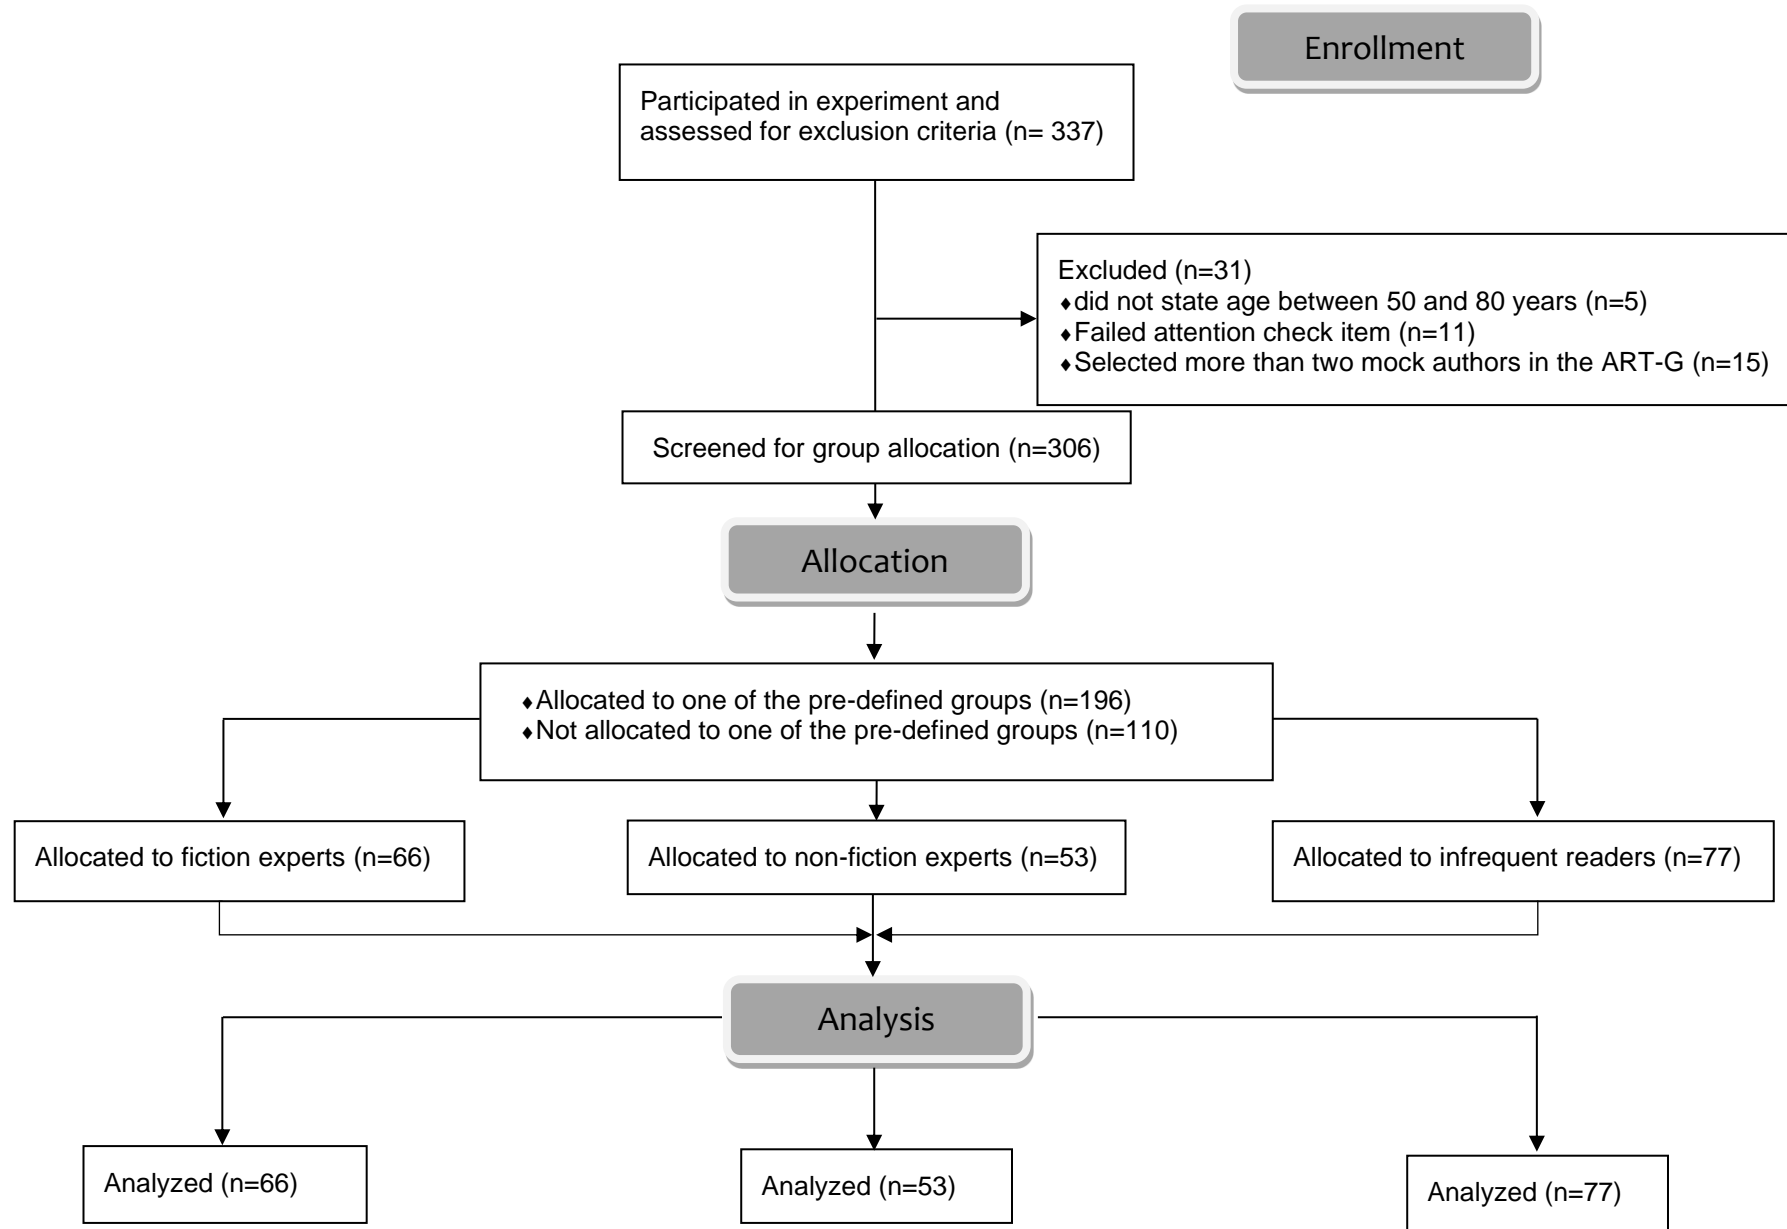 Enrollment
Participated in experiment and
assessed for exclusion criteria (n= 337)
Excluded (n=31)
♦did not state age between 50 and 80 years (n=5)
♦Failed attention check item (n=11)
♦Selected more than two mock authors in the ART-G (n=15)
Screened for group allocation (n=306)
Allocation
♦Allocated to one of the pre-defined groups (n=196)
♦Not allocated to one of the pre-defined groups (n=110)
Allocated to fiction experts (n=66)
Allocated to non-fiction experts (n=53)
Allocated to infrequent readers (n=77)
Analysis
Analyzed (n=66)
Analyzed (n=53)
Analyzed (n=77)